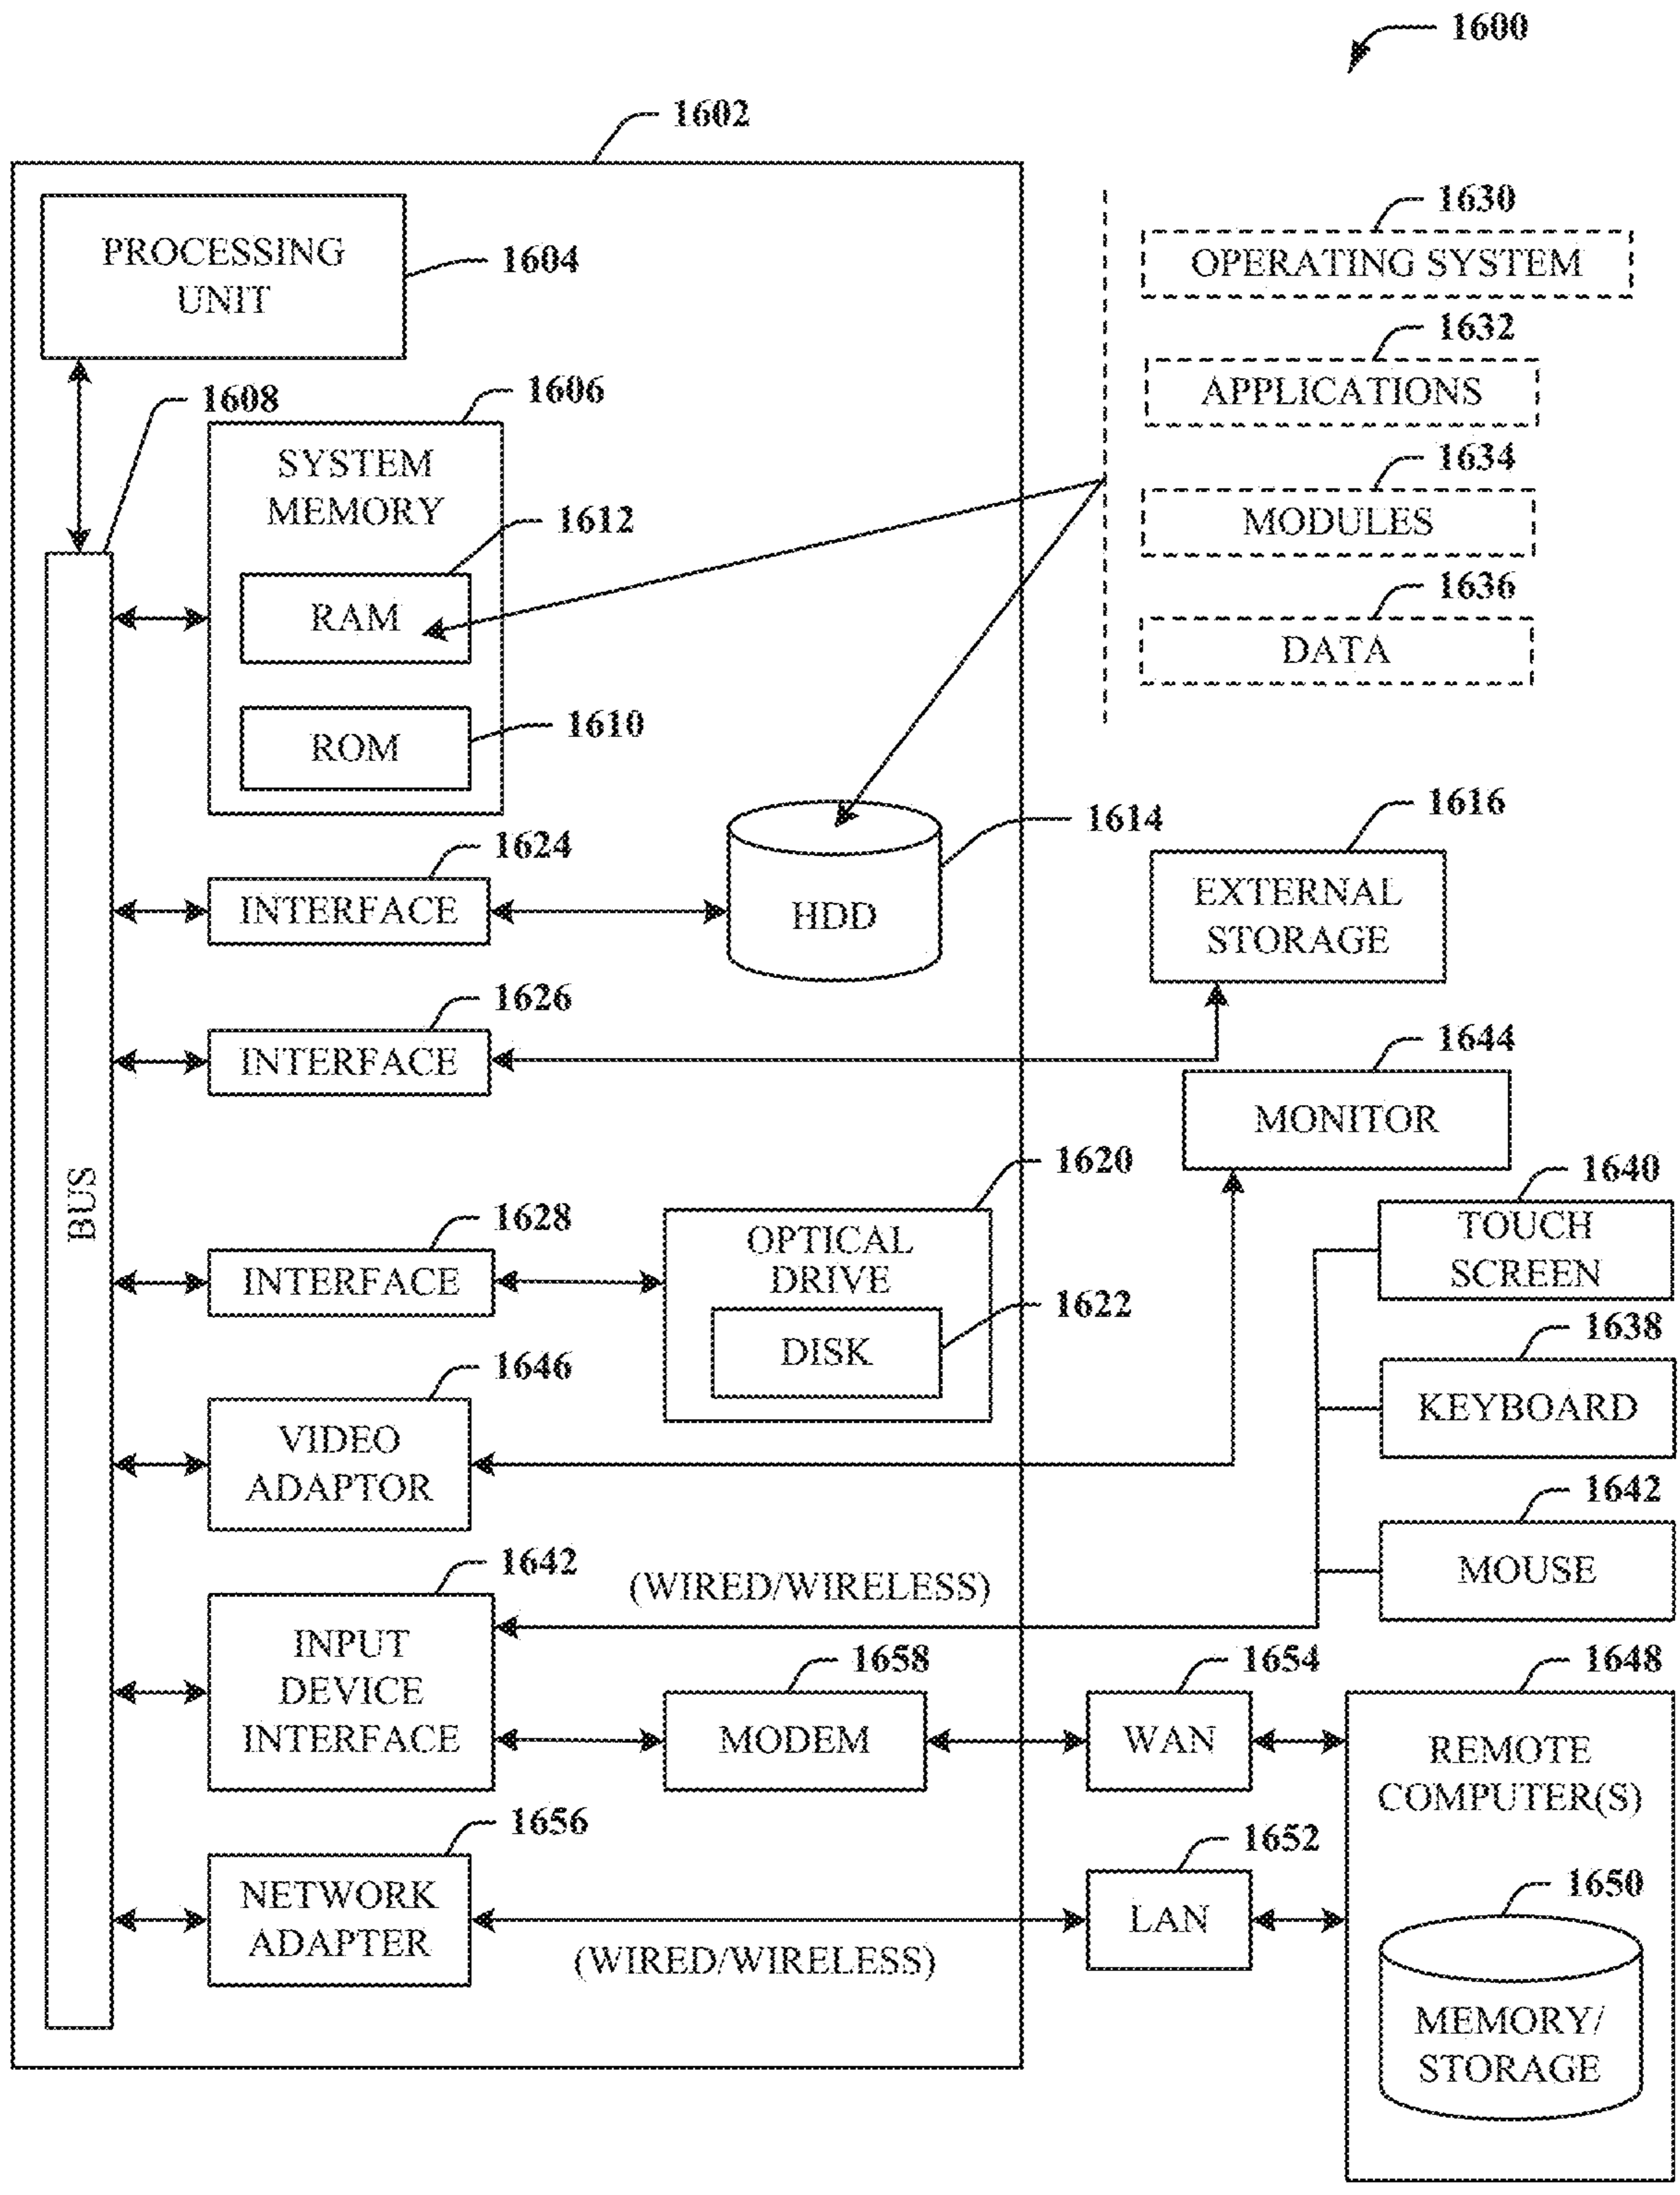 1600
1602
PROCESSING
UNIT
1604
1630
OPERATING SYSTEM
1632
APPLICATIONS
1634
MODULES
1636
DATA
1608
1606
SYSTEM
MEMORY
1612
RAM
1610
ROM
1624
INTERFACE
1614
HDD
1616
EXTERNAL
STORAGE
1626
INTERFACE
1644
MONITOR
BUS
1628
INTERFACE
1620
OPTICAL
DRIVE
1622
DISK
1640
TOUCH
SCREEN
1638
KEYBOARD
1642
MOUSE
1646
VIDEO
ADAPTOR
1642
INPUT
DEVICE
INTERFACE
(WIRED/WIRELESS)
1658
MODEM
1654
WAN
1648
REMOTE
COMPUTER(S)
1656
NETWORK
ADAPTER
(WIRED/WIRELESS)
1652
LAN
1650
MEMORY/
STORAGE